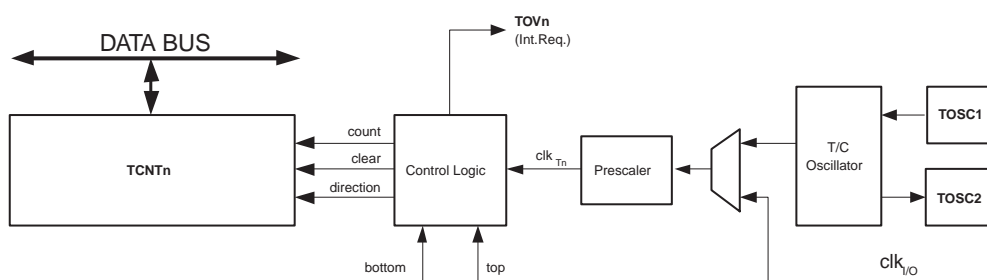 DATA BUS
TOVn
(Int.Req.)
TCNTn
count
clear
direction
Control Logic
clk Tn
Prescaler
T/C
Oscillator
TOSC1
TOSC2
bottom
top
clk I/O